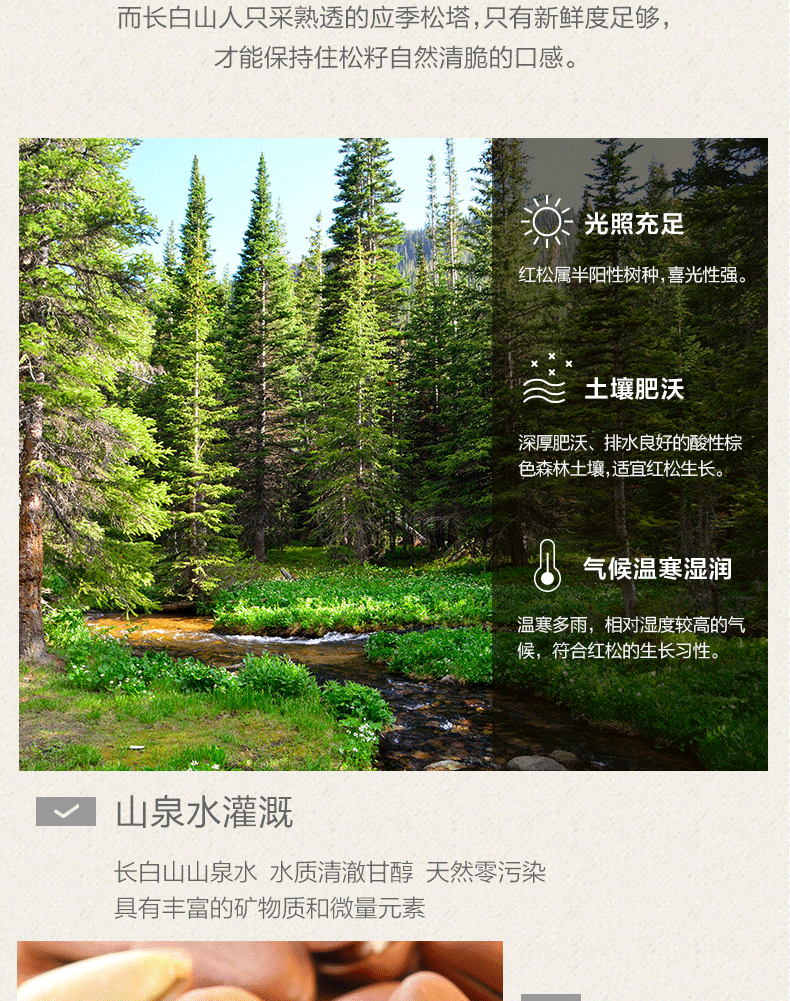 而长白山人只采熟透的应季松塔,只有新鲜度足够,
才能保持住松籽自然清脆的口感。
光照充足
红松属半阳性树种,喜光性强。
土壤肥沃
深厚肥沃、排水良好的酸性棕
色森林土壤,适宜红松生长。
气候温寒湿润
温寒多雨，相对湿度较高的气
候，符合红松的生长习性。
山泉水灌溉
长白山山泉水 水质清澈甘醇 天然零污染
具有丰富的矿物质和微量元素